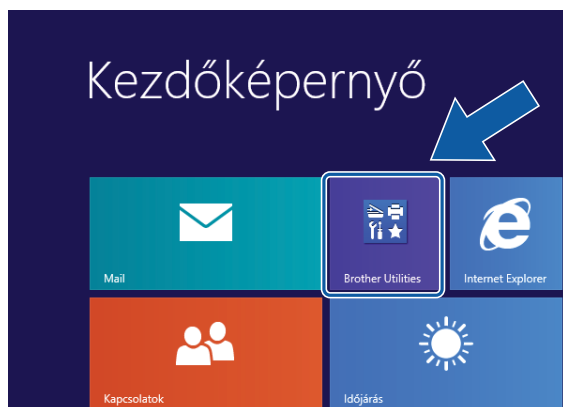 Kezdőképernyő
Mail
Brother Utilities
Internet Explorer
Kapcsolatok
Időjárás